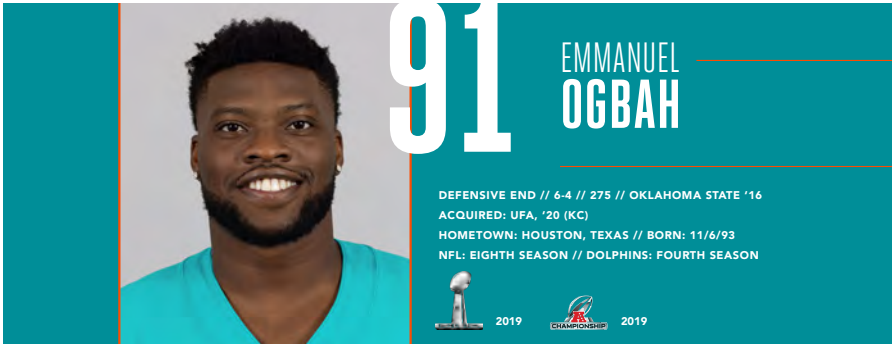 91
EMMANUEL
OGBAH
DEFENSIVE END // 6-4 // 275 // OKLAHOMA STATE ‘16
ACQUIRED: UFA, ’20 (KC)
HOMETOWN: HOUSTON, TEXAS // BORN: 11/6/93
NFL: EIGHTH SEASON // DOLPHINS: FOURTH SEASON
2019
A
CHAMPIONSHIP
2019